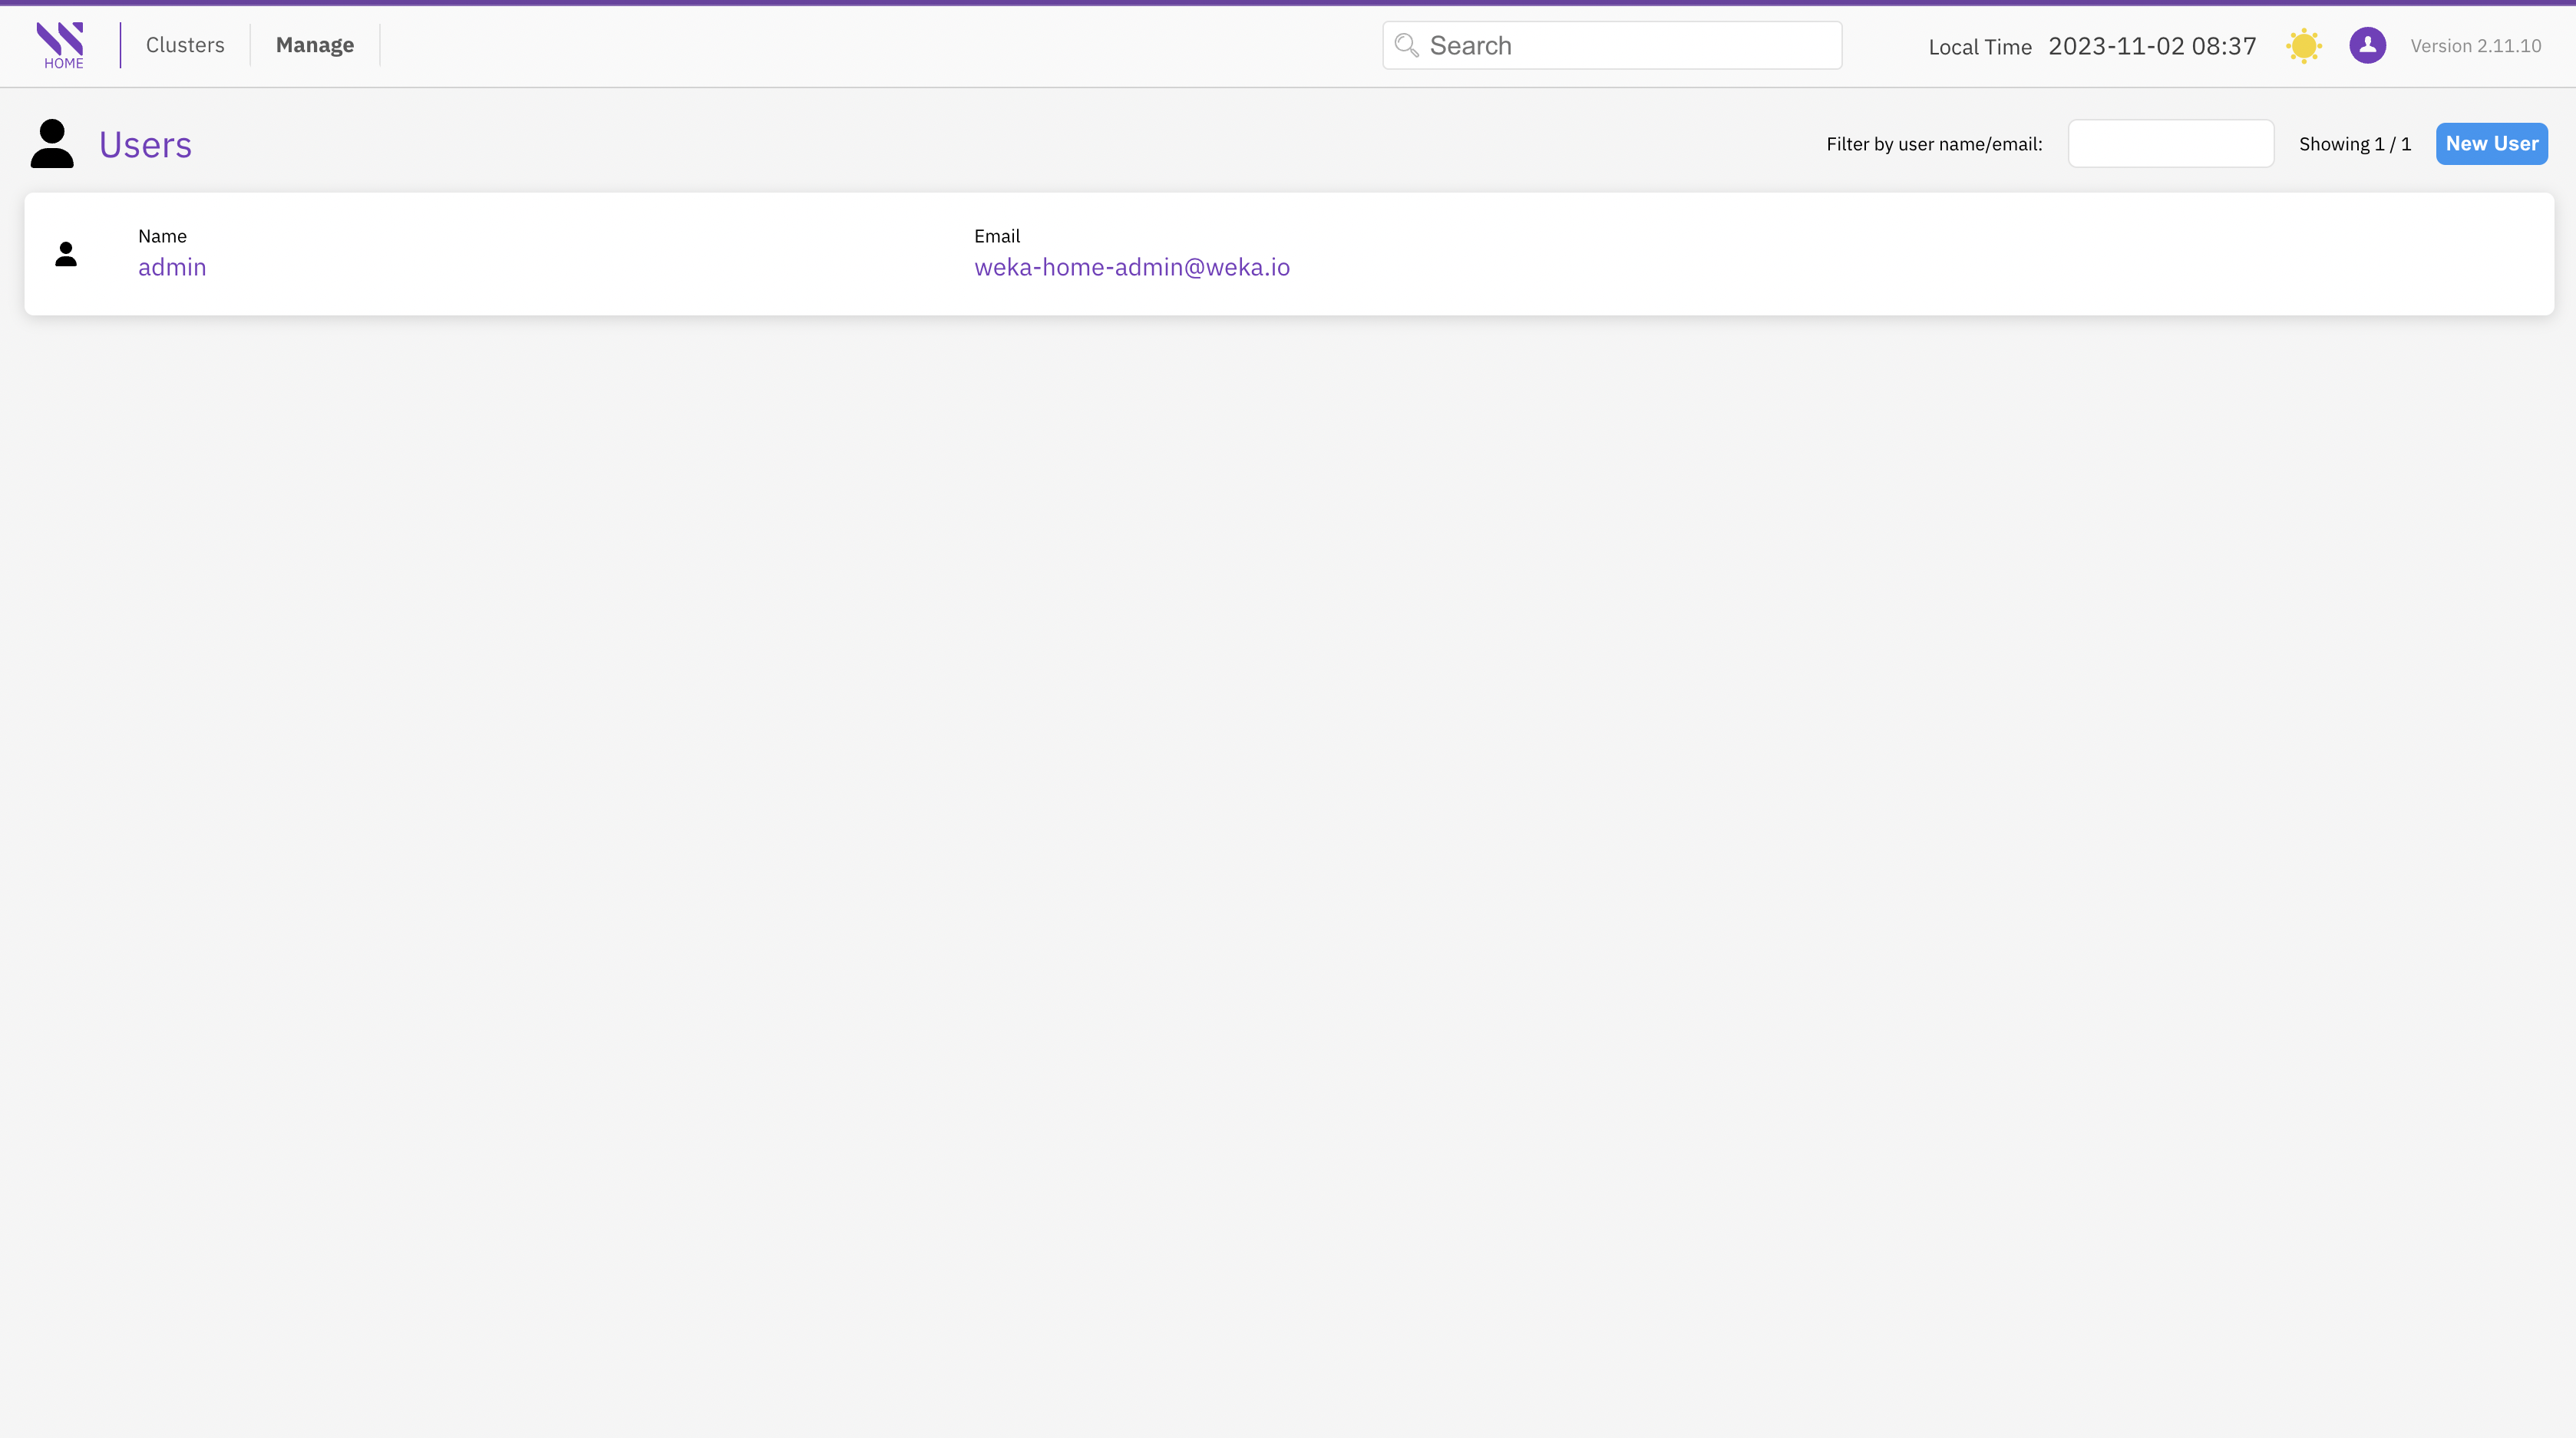 HOME
Clusters
Manage
Search
Local Time 2023-11-02 08:37
Version 2.11.10
Users
Filter by user name/email:
Showing 1 / 1
New User
Name
admin
Email
weka-home-admin@weka.io